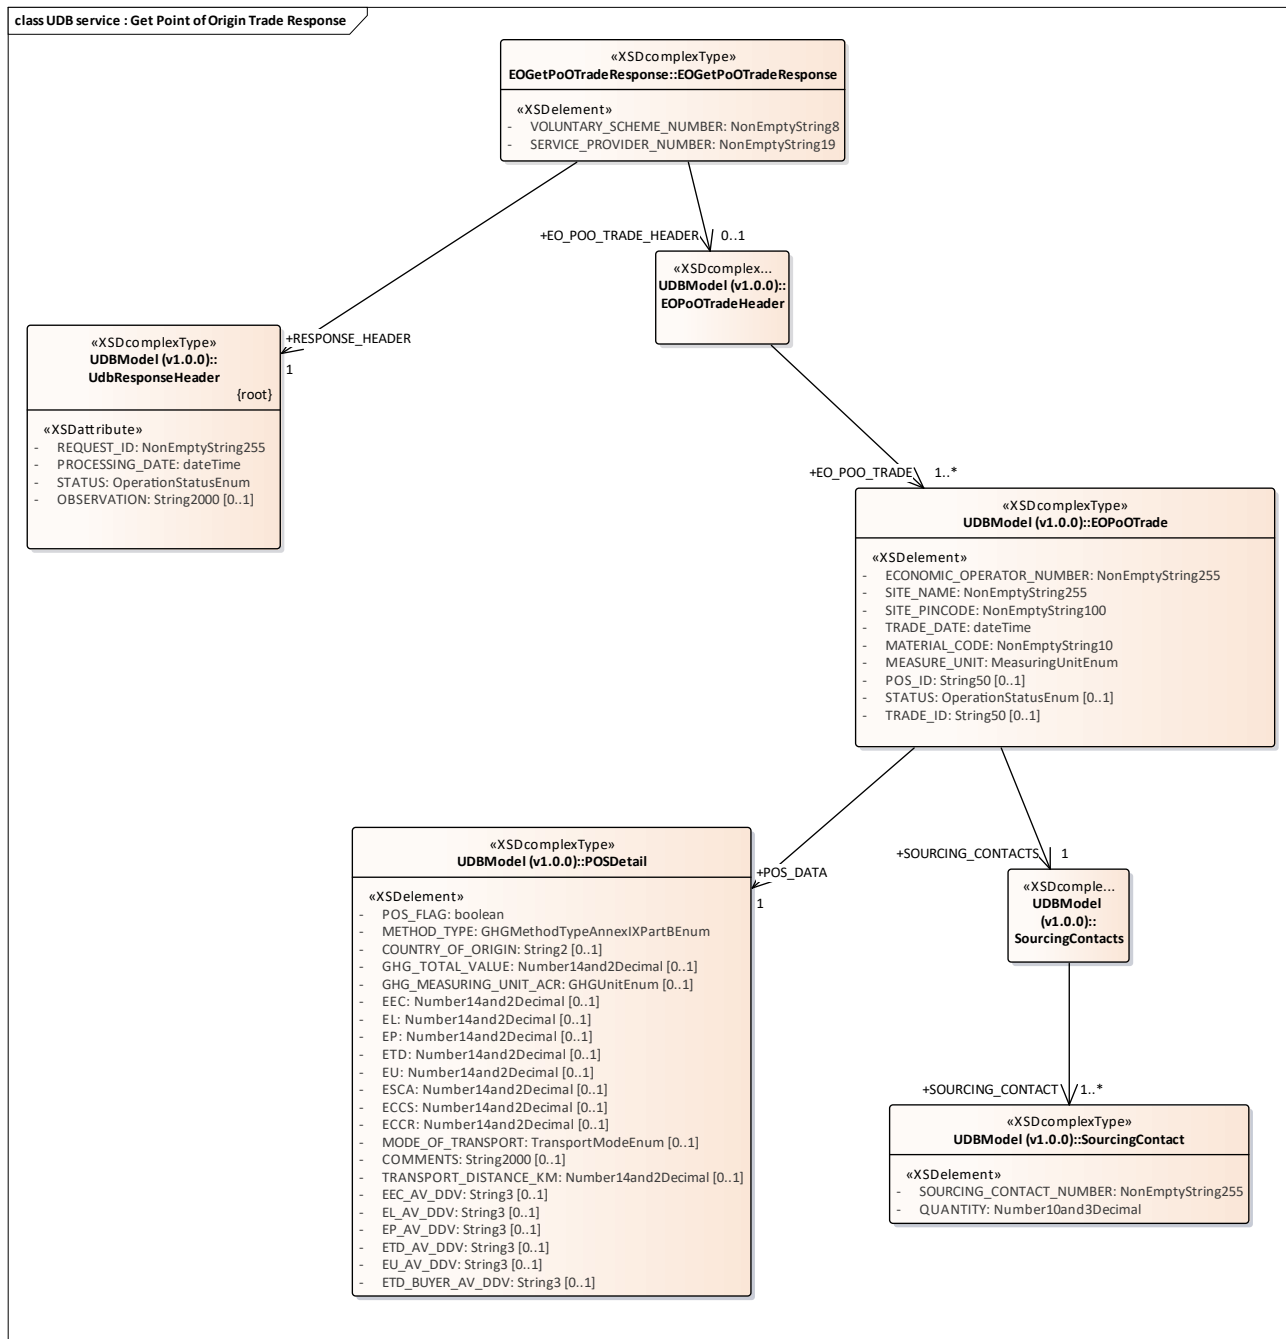 class UDB service : Get Point of Origin Trade Response
«XSDcomplexType»
EOGetPoOTradeResponse::EOGetPoOTradeResponse
«XSDelement»
- VOLUNTARY_SCHEME_NUMBER: NonEmptyString8
- SERVICE_PROVIDER_NUMBER: NonEmptyString19
+EO_POO_TRADE_HEADER 0..1
«XSDcomplex...
UDBModel (v1.0.0)::
EOPoOTradeHeader
+RESPONSE_HEADER
1
«XSDcomplexType»
UDBModel (v1.0.0)::
UdbResponseHeader
{root}
«XSDattribute»
- REQUEST_ID: NonEmptyString255
- PROCESSING_DATE: dateTime
- STATUS: OperationStatusEnum
- OBSERVATION: String2000 [0..1]
+EO_POO_TRADE 1..*
«XSDcomplexType»
UDBModel (v1.0.0)::EOPoOTrade
«XSDelement»
- ECONOMIC_OPERATOR_NUMBER: NonEmptyString255
- SITE_NAME: NonEmptyString255
- SITE_PINCODE: NonEmptyString100
- TRADE_DATE: dateTime
- MATERIAL_CODE: NonEmptyString10
- MEASURE_UNIT: MeasuringUnitEnum
- POS_ID: String50 [0..1]
- STATUS: OperationStatusEnum [0..1]
- TRADE_ID: String50 [0..1]
+POS_DATA
1
«XSDcomplexType»
UDBModel (v1.0.0)::POSDetail
«XSDelement»
- POS_FLAG: boolean
- METHOD_TYPE: GHGMethodTypeAnnexIXPartBEnum
- COUNTRY_OF_ORIGIN: String2 [0..1]
- GHG_TOTAL_VALUE: Number14and2Decimal [0..1]
- GHG_MEASURING_UNIT_ACR: GHGUnitEnum [0..1]
- EEC: Number14and2Decimal [0..1]
- EL: Number14and2Decimal [0..1]
- EP: Number14and2Decimal [0..1]
- ETD: Number14and2Decimal [0..1]
- EU: Number14and2Decimal [0..1]
- ESCA: Number14and2Decimal [0..1]
- ECCS: Number14and2Decimal [0..1]
- ECCR: Number14and2Decimal [0..1]
- MODE_OF_TRANSPORT: TransportModeEnum [0..1]
- COMMENTS: String2000 [0..1]
- TRANSPORT_DISTANCE_KM: Number14and2Decimal [0..1]
- EEC_AV_DDV: String3 [0..1]
- EL_AV_DDV: String3 [0..1]
- EP_AV_DDV: String3 [0..1]
- ETD_AV_DDV: String3 [0..1]
- EU_AV_DDV: String3 [0..1]
- ETD_BUYER_AV_DDV: String3 [0..1]
+SOURCING_CONTACTS 1
«XSDcomple...
UDBModel
(v1.0.0)::
SourcingContacts
+SOURCING_CONTACT 1..*
«XSDcomplexType»
UDBModel (v1.0.0)::SourcingContact
«XSDelement»
- SOURCING_CONTACT_NUMBER: NonEmptyString255
- QUANTITY: Number10and3Decimal